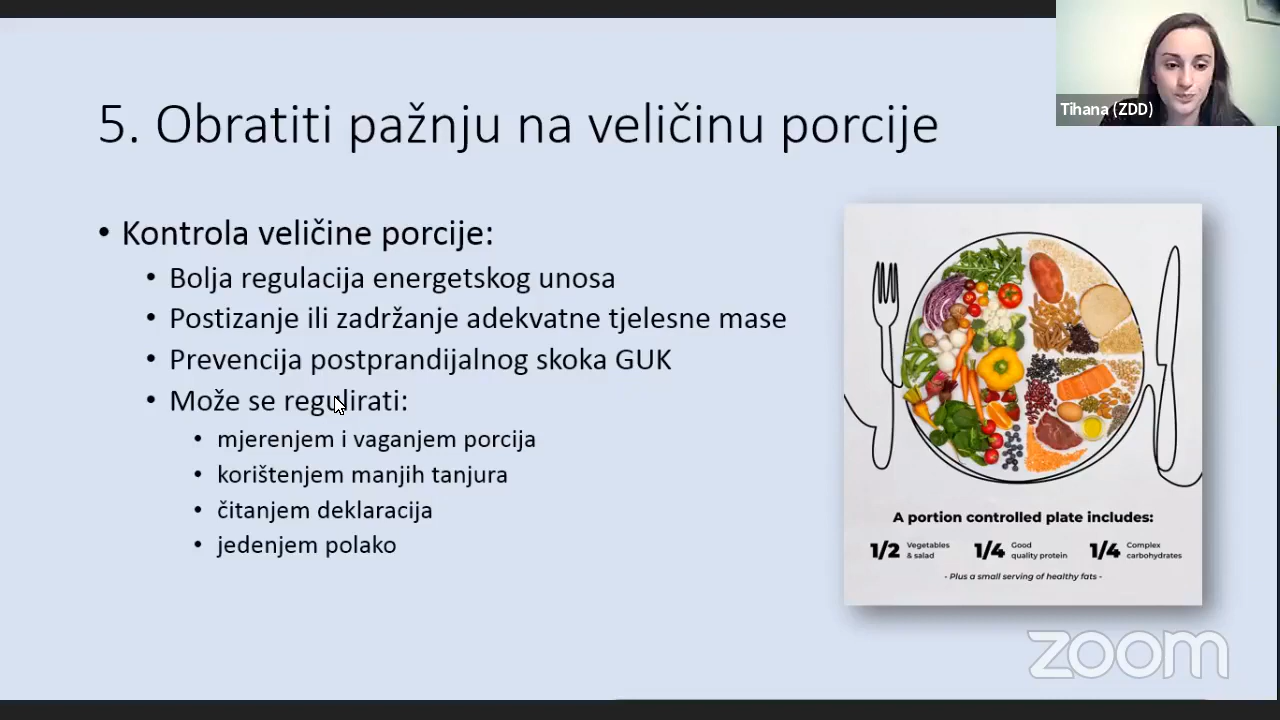 Tihana (ZDD)
5. Obratiti pažnju na veličinu porcije
• Kontrola veličine porcije:
• Bolja regulacija energetskog unosa
• Postizanje ili zadržanje adekvatne tjelesne mase
• Prevencija postprandijalnog skoka GUK
• Može se regulirati:
• mjerenjem i vaganjem porcija
• korištenjem manjih tanjura
• čitanjem deklaracija
• jedenjem polako
A portion controlled plate includes:
1/2 Vegetables
& salad
1/4 Good
quality protein
1/4 Complex
carbohydrates
- Plus a small serving of healthy fats -
zoom